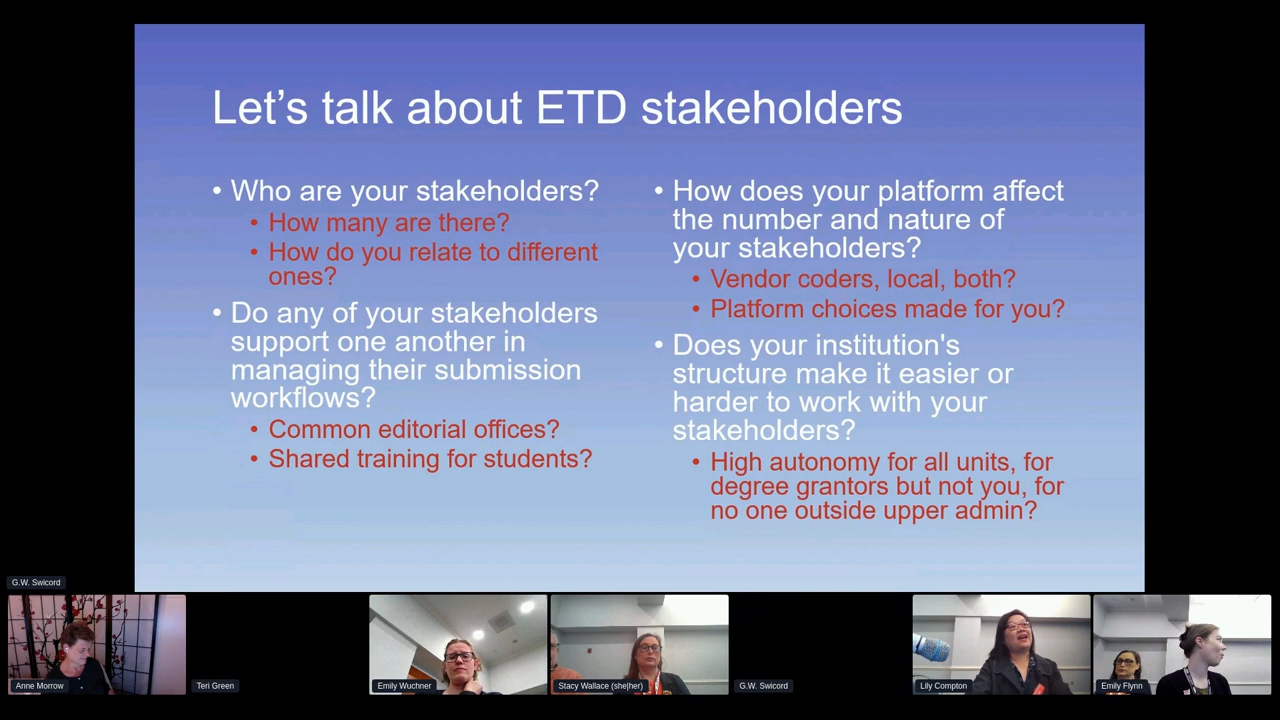 Let’s talk about ETD stakeholders
• Who are your stakeholders?
• How many are there?
• How do you relate to different
ones?
• Do any of your stakeholders
support one another in
managing their submission
workflows?
• Common editorial offices?
• Shared training for students?
• How does your platform affect
the number and nature of
your stakeholders?
• Vendor coders, local, both?
• Platform choices made for you?
• Does your institution's
structure make it easier or
harder to work with your
stakeholders?
• High autonomy for all units, for
degree grantors but not you, for
no one outside upper admin?
G.W. Swicord
Anne Morrow
Teri Green
Emily Wuchner
Stacy Wallace (she|her)
G.W. Swicord
Lily Compton
Emily Flynn